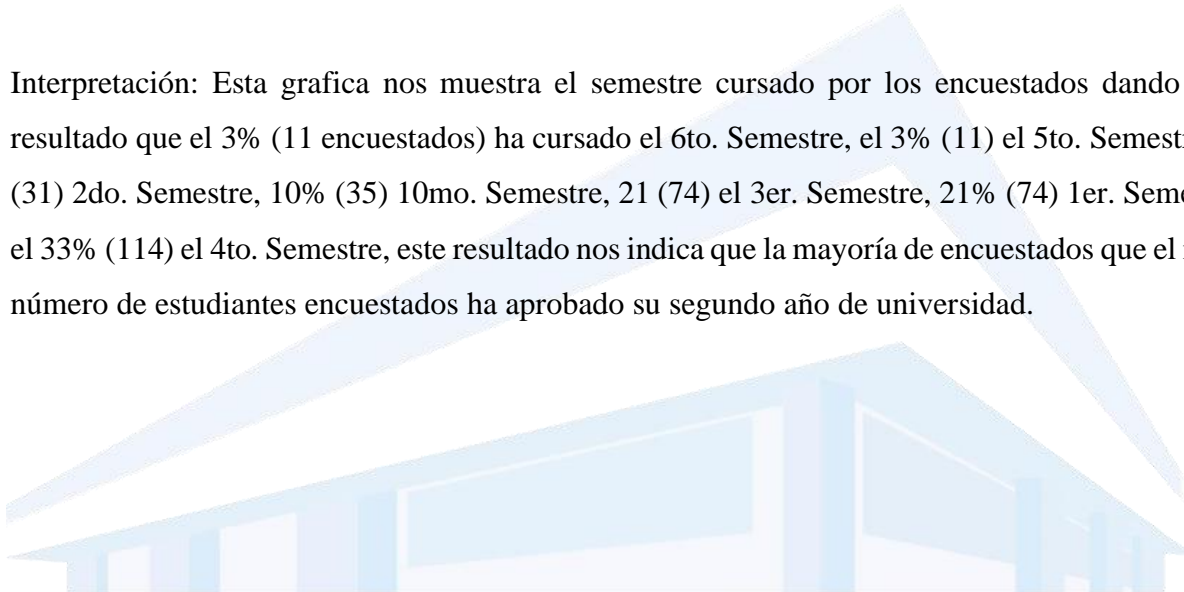 Interpretación: Esta grafica nos muestra el semestre cursado por los encuestados dando
resultado que el 3% (11 encuestados) ha cursado el 6to. Semestre, el 3% (11) el 5to.
(31) 2do. Semestre, 10% (35) 10mo. Semestre, 21 (74) el 3er. Semestre, 21% (74) 1er.
el 33% (114) el 4to. Semestre, este resultado nos indica que la mayoría de encuestados que el
número de estudiantes encuestados ha aprobado su segundo año de universidad.